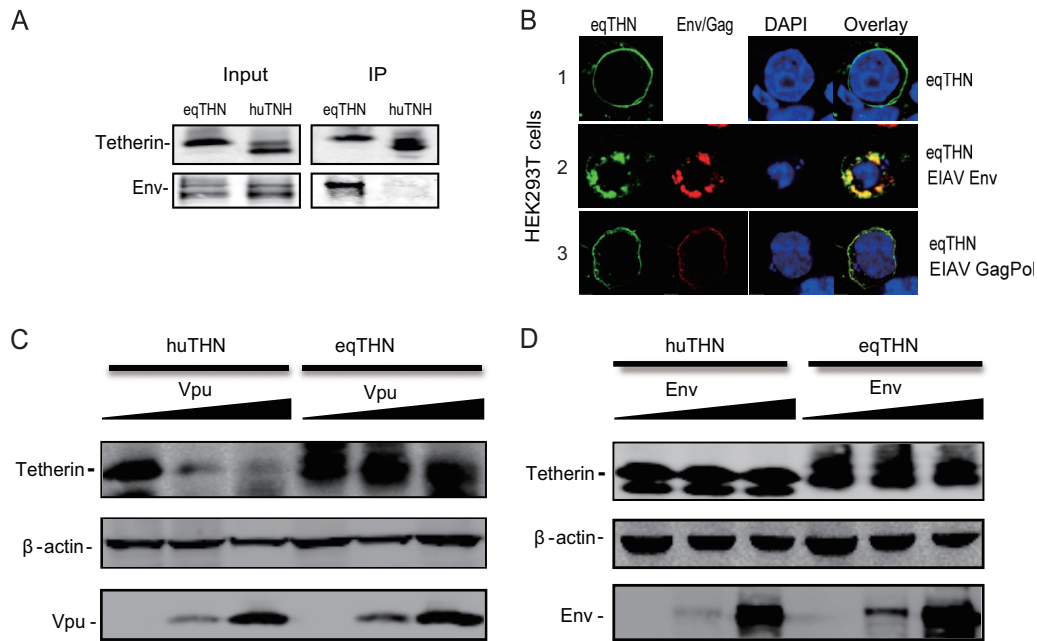 A
Input IP
eqTHN huTNH eqTHN huTNH
Tetherin-
Env-
B
eqTHN Env/Gag DAPI Overlay
HEK293T cells
1 eqTHN
2 eqTHN
EIAV Env
3 eqTHN
EIAV GagPol
C
huTHN eqTHN
Vpu Vpu
Tetherin-
β-actin-
Vpu-
D
huTHN eqTHN
Env Env
Tetherin-
β-actin-
Env-